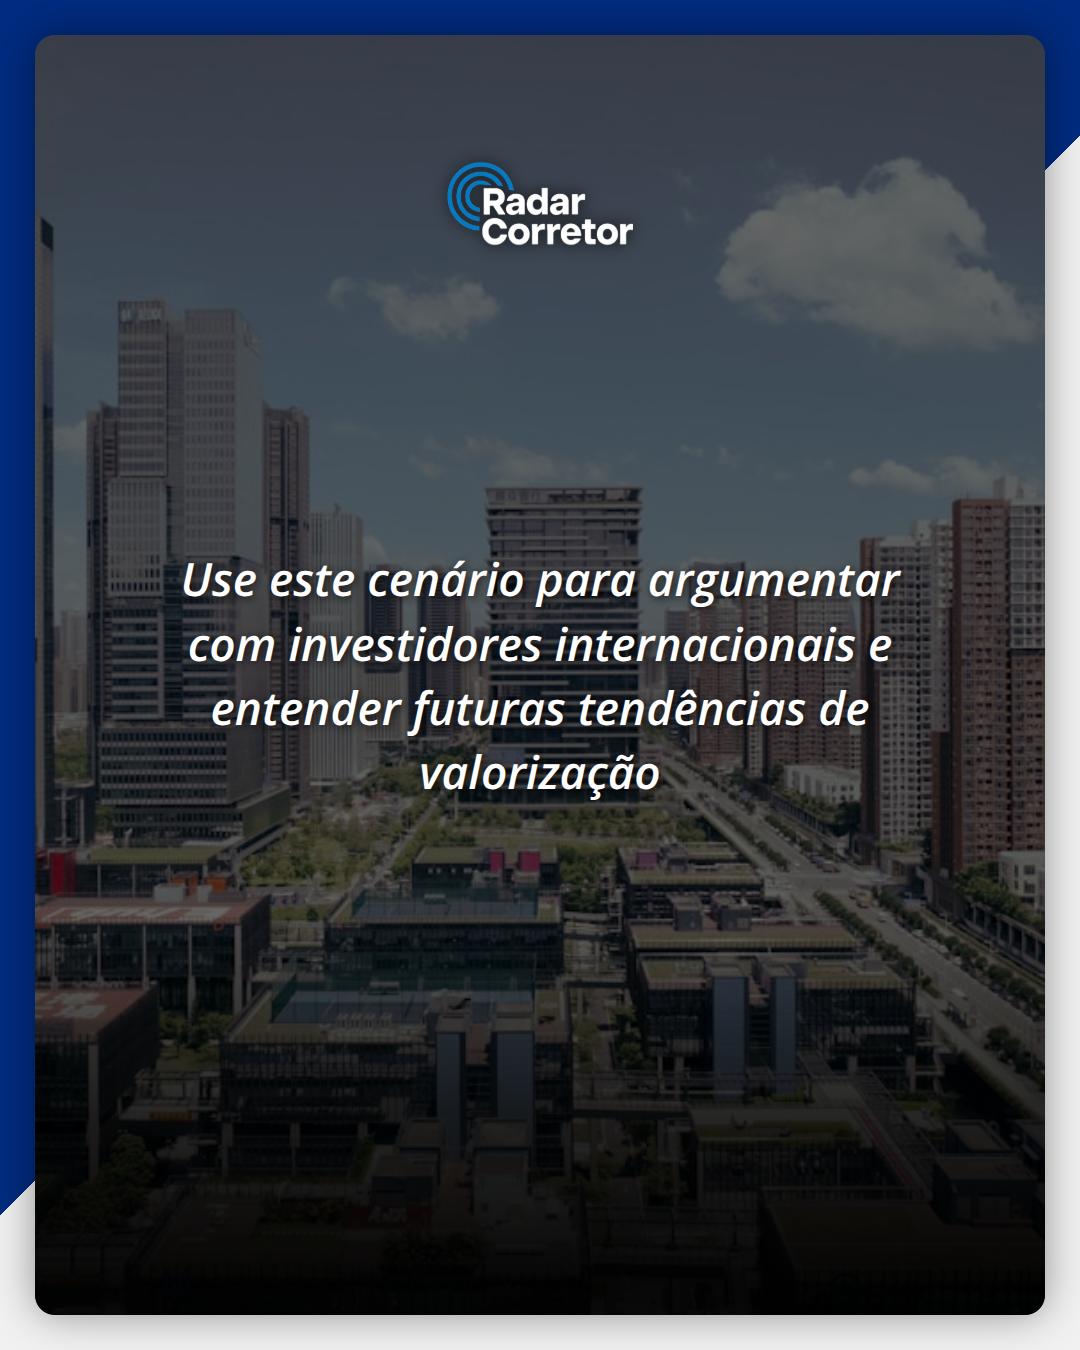 Radar
Corretor
Use este cenário para argumentar
com investidores internacionais e
entender futuras tendências de
valorização